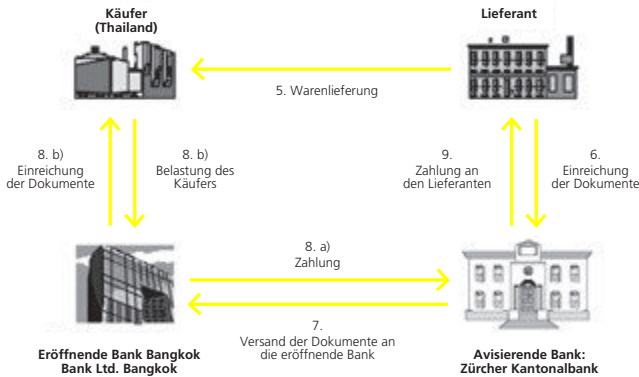 Käufer
(Thailand)
Lieferant
5. Warenlieferung
8. b)
Einreichung
der Dokumente
8. b)
Belastung des
Käufers
9.
Zahlung an
den Lieferanten
6.
Einreichung
der Dokumente
8. a)
Zahlung
7.
Versand der Dokumente an
die eröffnende Bank
Eröffnende Bank Bangkok
Bank Ltd. Bangkok
Avisierende Bank:
Zürcher Kantonalbank